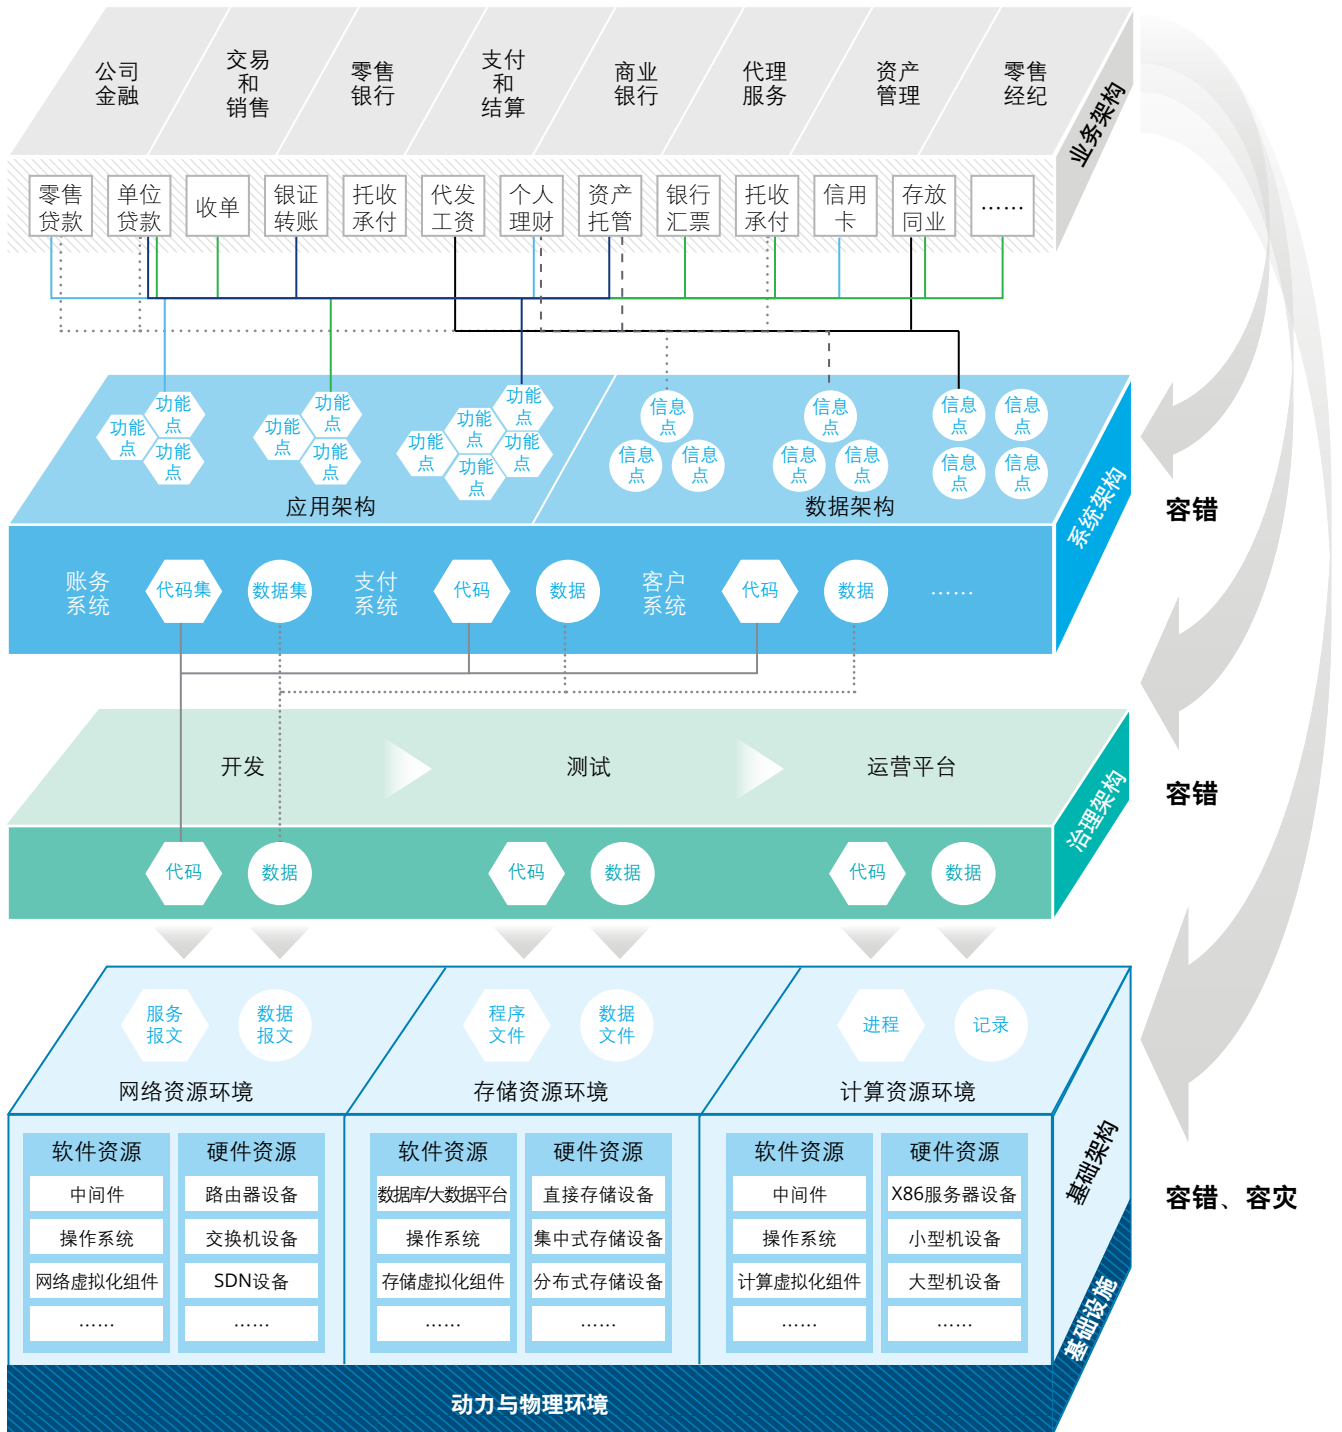 公司
金融
交易
和
销售
零售
银行
支付
和
结算
商业
银行
代理
服务
资产
管理
零售
经纪
业务架构
零售
贷款
单位
贷款
收单
银证
转账
托收
承付
代发
工资
个人
理财
资产
托管
银行
汇票
托收
承付
信用
卡
存放
同业
……
功能
点
功能
点
功能
点
功能
点
功能
点
功能
点
功能
点
功能
点
功能
点
功能
点
功能
点
信息
点
信息
点
信息
点
信息
点
信息
点
信息
点
信息
点
信息
点
信息
点
信息
点
应用架构
数据架构
系统架构
容错
账务
系统
代码集
数据集
支付
系统
代码
数据
客户
系统
代码
数据
……
开发
测试
运营平台
治理架构
容错
代码
数据
代码
数据
代码
数据
服务
报文
数据
报文
程序
文件
数据
文件
进程
记录
网络资源环境
存储资源环境
计算资源环境
基础架构
容错、容灾
软件资源
中间件
操作系统
网络虚拟化组件
……
硬件资源
路由器设备
交换机设备
SDN设备
……
软件资源
数据库/大数据平台
操作系统
存储虚拟化组件
……
硬件资源
直接存储设备
集中式存储设备
分布式存储设备
……
软件资源
中间件
操作系统
计算虚拟化组件
……
硬件资源
X86服务器设备
小型机设备
大型机设备
……
基础设施
动力与物理环境